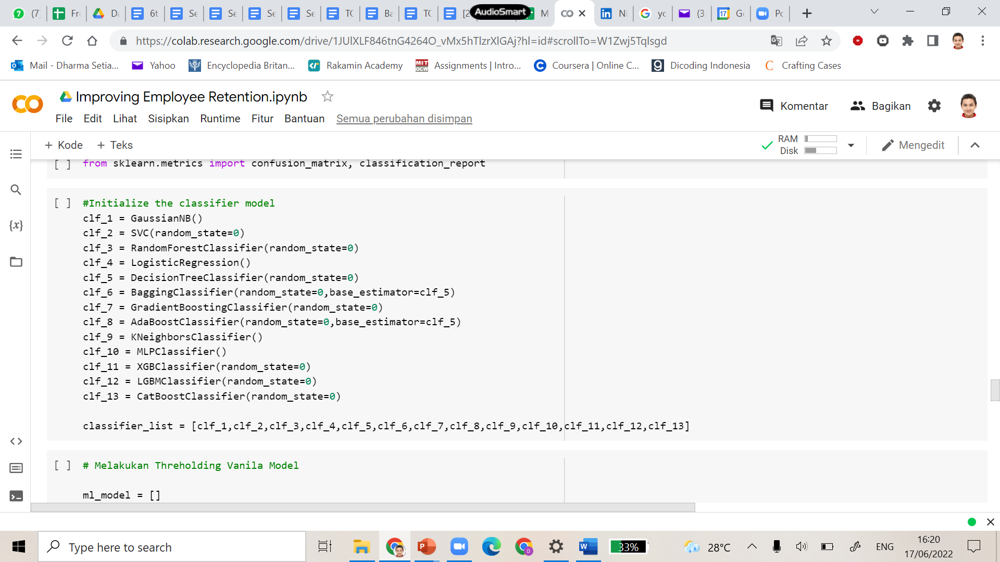 7
(7
Fr
D
6t
Se
Se
Se
Se
TC
Ba
TC
[2
AudioSmart
M
Ni
yc
(3
17
G
Pc
https://colab.research.google.com/drive/1JUlXLF846tnG4264O_vMx5hTlzrXlGAj?hl=id#scrollTo=W1Zwj5Tqlsgd
Mail - Dharma Setia...
Yahoo
Encyclopedia Britan...
Rakamin Academy
MIT OCW
Assignments | Intro...
Coursera | Online C...
Dicoding Indonesia
Crafting Cases
Improving Employee Retention.ipynb
Komentar
Bagikan
File Edit Lihat Sisipkan Runtime Fitur Bantuan Semua perubahan disimpan
+ Kode + Teks
RAM
Disk
Mengedit
[ ] from sklearn.metrics import confusion_matrix, classification_report
[ ] #Initialize the classifier model
clf_1 = GaussianNB()
clf_2 = SVC(random_state=0)
clf_3 = RandomForestClassifier(random_state=0)
clf_4 = LogisticRegression()
clf_5 = DecisionTreeClassifier(random_state=0)
clf_6 = BaggingClassifier(random_state=0,base_estimator=clf_5)
clf_7 = GradientBoostingClassifier(random_state=0)
clf_8 = AdaBoostClassifier(random_state=0,base_estimator=clf_5)
clf_9 = KNeighborsClassifier()
clf_10 = MLPClassifier()
clf_11 = XGBClassifier(random_state=0)
clf_12 = LGBMClassifier(random_state=0)
clf_13 = CatBoostClassifier(random_state=0)
classifier_list = [clf_1,clf_2,clf_3,clf_4,clf_5,clf_6,clf_7,clf_8,clf_9,clf_10,clf_11,clf_12,clf_13]
[ ] # Melakukan Threholding Vanila Model
ml_model = []
Type here to search
33%
28°C
ENG
16:20
17/06/2022